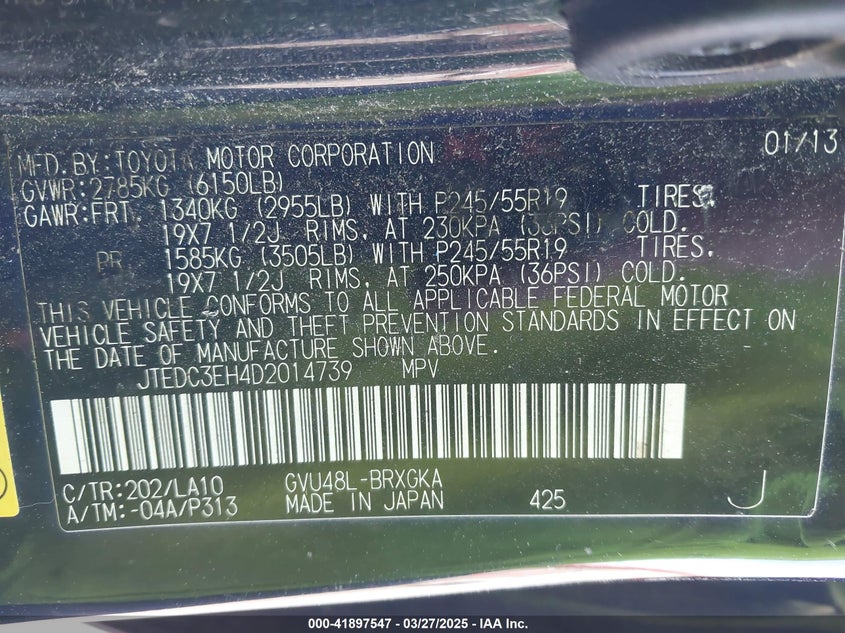 MFD.BY:TOYOTA MOTOR CORPORATION 01/13
GVWR:2785KG (6150LB)
GAWR:FRT. 1340KG (2955LB) WITH P245/55R19 TIRES,
19X7 1/2J RIMS, AT 230KPA (33PSI) COLD.
RR. 1585KG (3505LB) WITH P245/55R19 TIRES,
19X7 1/2J RIMS, AT 250KPA (36PSI) COLD.
THIS VEHICLE CONFORMS TO ALL APPLICABLE FEDERAL MOTOR
VEHICLE SAFETY AND THEFT PREVENTION STANDARDS IN EFFECT ON
THE DATE OF MANUFACTURE SHOWN ABOVE.
JTEDC3EH4D2014739 MPV
C/TR:202/LA10 GVU48L-BRXGKA
A/TM:-04A/P313 MADE IN JAPAN 425 J
000-41897547 - 03/27/2025 - IAA Inc.